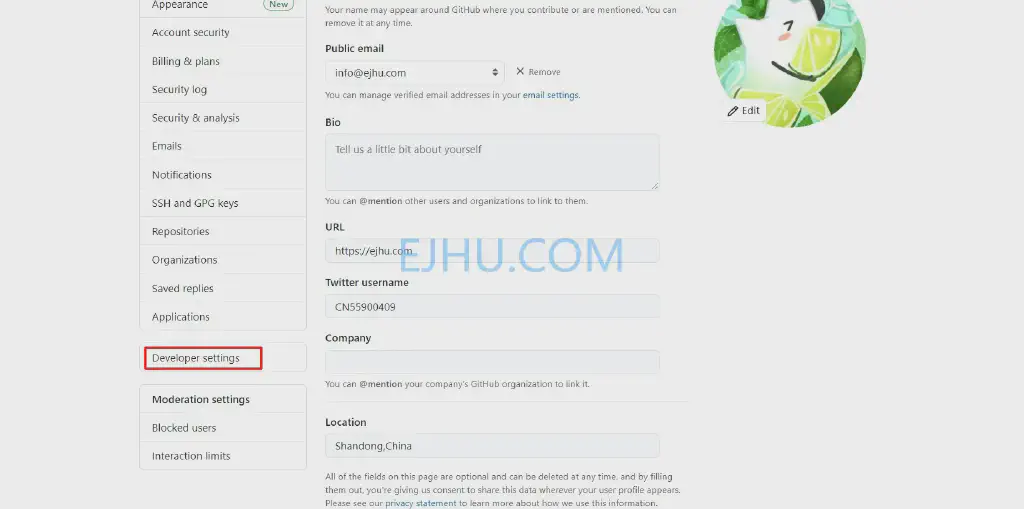 Appearance
New
Account security
Billing & plans
Security log
Security & analysis
Emails
Notifications
SSH and GPG keys
Repositories
Organizations
Saved replies
Applications
Developer settings
Moderation settings
Blocked users
Interaction limits
Your name may appear around GitHub where you contribute or are mentioned. You can
remove it at any time.
Public email
info@ejhu.com
Remove
You can manage verified email addresses in your email settings.
Bio
Tell us a little bit about yourself
You can @mention other users and organizations to link to them.
URL
https://ejhu.com
EJHU.COM
Twitter username
CN55900409
Company
You can @mention your company's GitHub organization to link it.
Location
Shandong,China
All of the fields on this page are optional and can be deleted at any time, and by filling
them out, you're giving us consent to share this data wherever your user profile appears.
Please see our privacy statement to learn more about how we use this information.
Edit